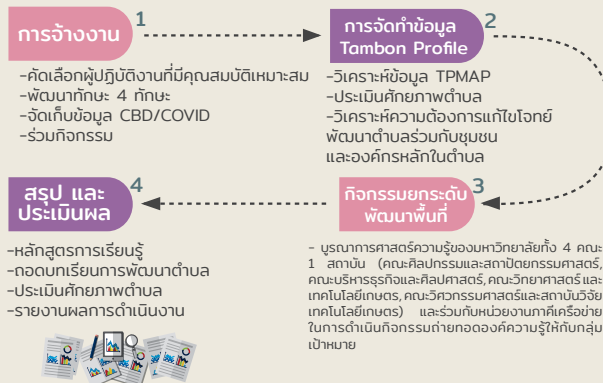 การจ้างงาน 1
-คัดเลือกผู้ปฏิบัติงานที่มีคุณสมบัติเหมาะสม
-พัฒนาทักษะ 4 ทักษะ
-จัดเก็บข้อมูล CBD/COVID
-ร่วมกิจกรรม
การจัดทำข้อมูล 2
Tambon Profile
-วิเคราะห์ข้อมูล TPMAP
-ประเมินศักยภาพตำบล
-วิเคราะห์ความต้องการแก้ไขโจทย์
พัฒนาตำบลร่วมกับชุมชน
และองค์กรหลักในตำบล
กิจกรรมยกระดับ 3
พัฒนาพื้นที่
- บูรณาการศาสตร์ความรู้ของมหาวิทยาลัยทั้ง 4 คณะ
1 สถาบัน (คณะศิลปกรรมและสถาปัตยกรรมศาสตร์,
คณะบริหารธุรกิจและศิลปศาสตร์,คณะวิทยาศาสตร์และ
เทคโนโลยีเกษตร,คณะวิศวกรรมศาสตร์และสถาบันวิจัย
เทคโนโลยีเกษตร) และร่วมกับหน่วยงานภาคีเครือข่าย
ในการดำเนินกิจกรรมถ่ายทอดองค์ความรู้ให้กับกลุ่ม
เป้าหมาย
สรุป และ 4
ประเมินผล
-หลักสูตรการเรียนรู้
-ถอดบทเรียนการพัฒนาตำบล
-ประเมินศักยภาพตำบล
-รายงานผลการดำเนินงาน